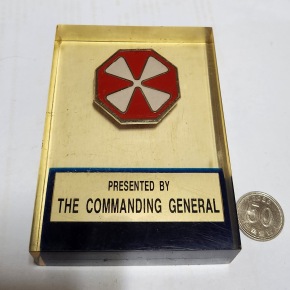 PRESENTED BY
THE COMMANDING GENERAL
50